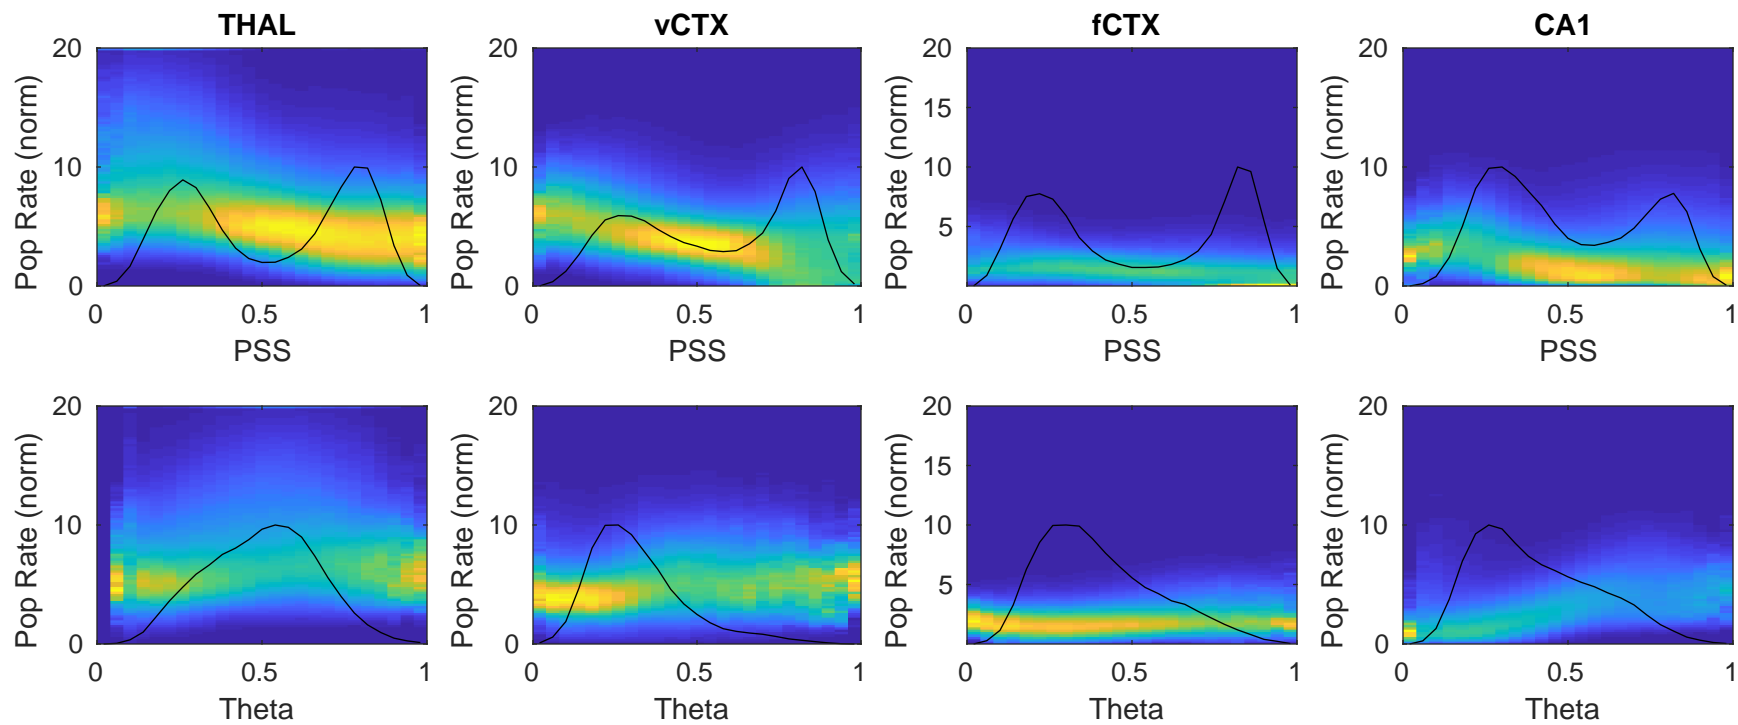 THAL vCTX fCTX CA1
Pop Rate (norm) 20 10 0 0 0.5 1 PSS
Pop Rate (norm) 20 10 0 0 0.5 1 PSS
Pop Rate (norm) 20 15 10 5 0 0.5 1 PSS
Pop Rate (norm) 20 10 0 0 0.5 1 PSS
Pop Rate (norm) 20 10 0 0 0.5 1 Theta
Pop Rate (norm) 20 10 0 0 0.5 1 Theta
Pop Rate (norm) 20 15 10 5 0 0.5 1 Theta
Pop Rate (norm) 20 10 0 0 0.5 1 Theta